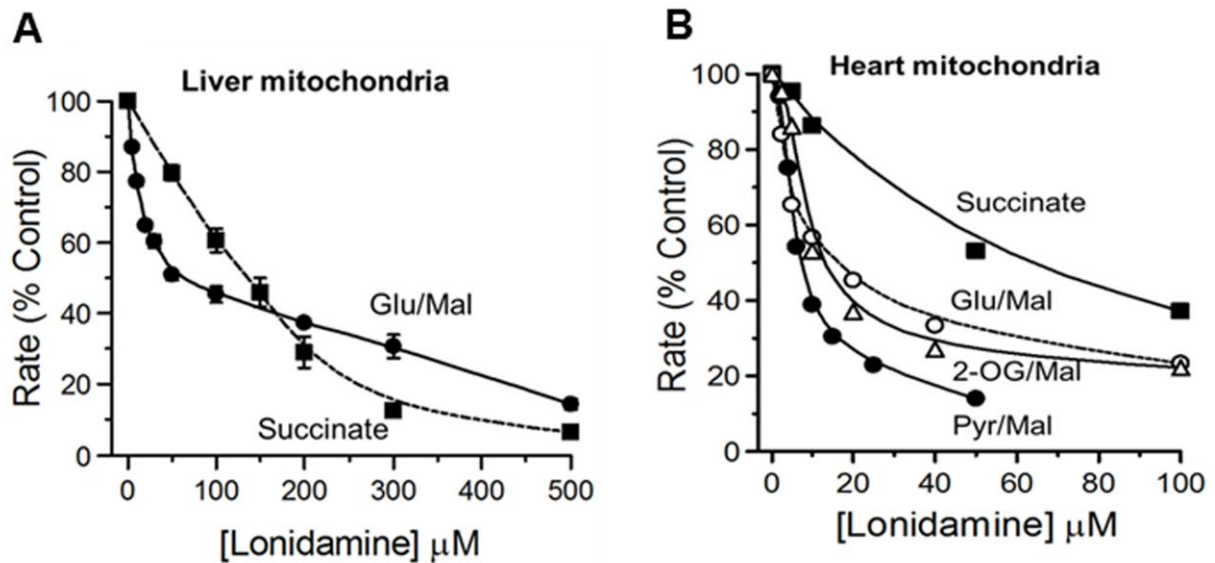 A
Liver mitochondria
100
80
60
40
20
0
Rate (% Control)
Glu/Mal
Succinate
0 100 200 300 400 500
[Lonidamine] μM
B
Heart mitochondria
100
80
60
40
20
0
Rate (% Control)
Succinate
Glu/Mal
2-OG/Mal
Pyr/Mal
0 20 40 60 80 100
[Lonidamine] μM